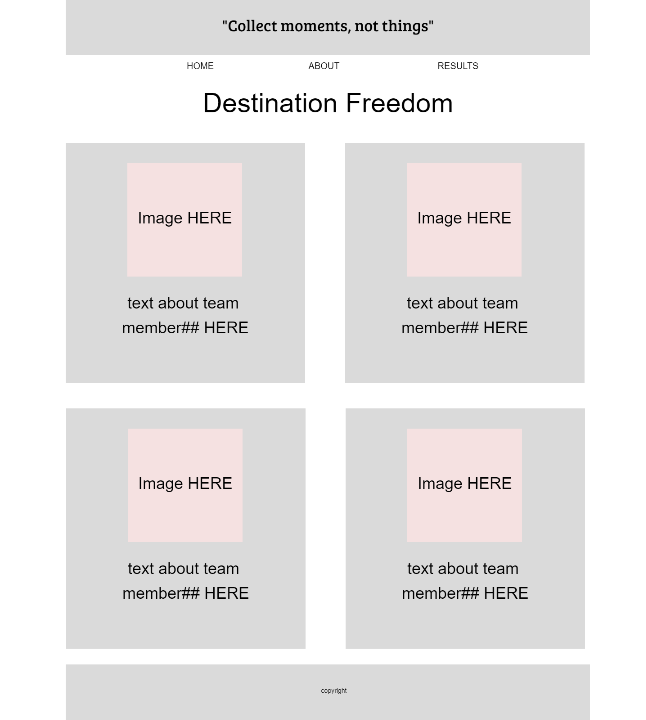 "Collect moments, not things"
HOME ABOUT RESULTS
Destination Freedom
Image HERE
text about team
member## HERE
Image HERE
text about team
member## HERE
Image HERE
text about team
member## HERE
Image HERE
text about team
member## HERE
copyright